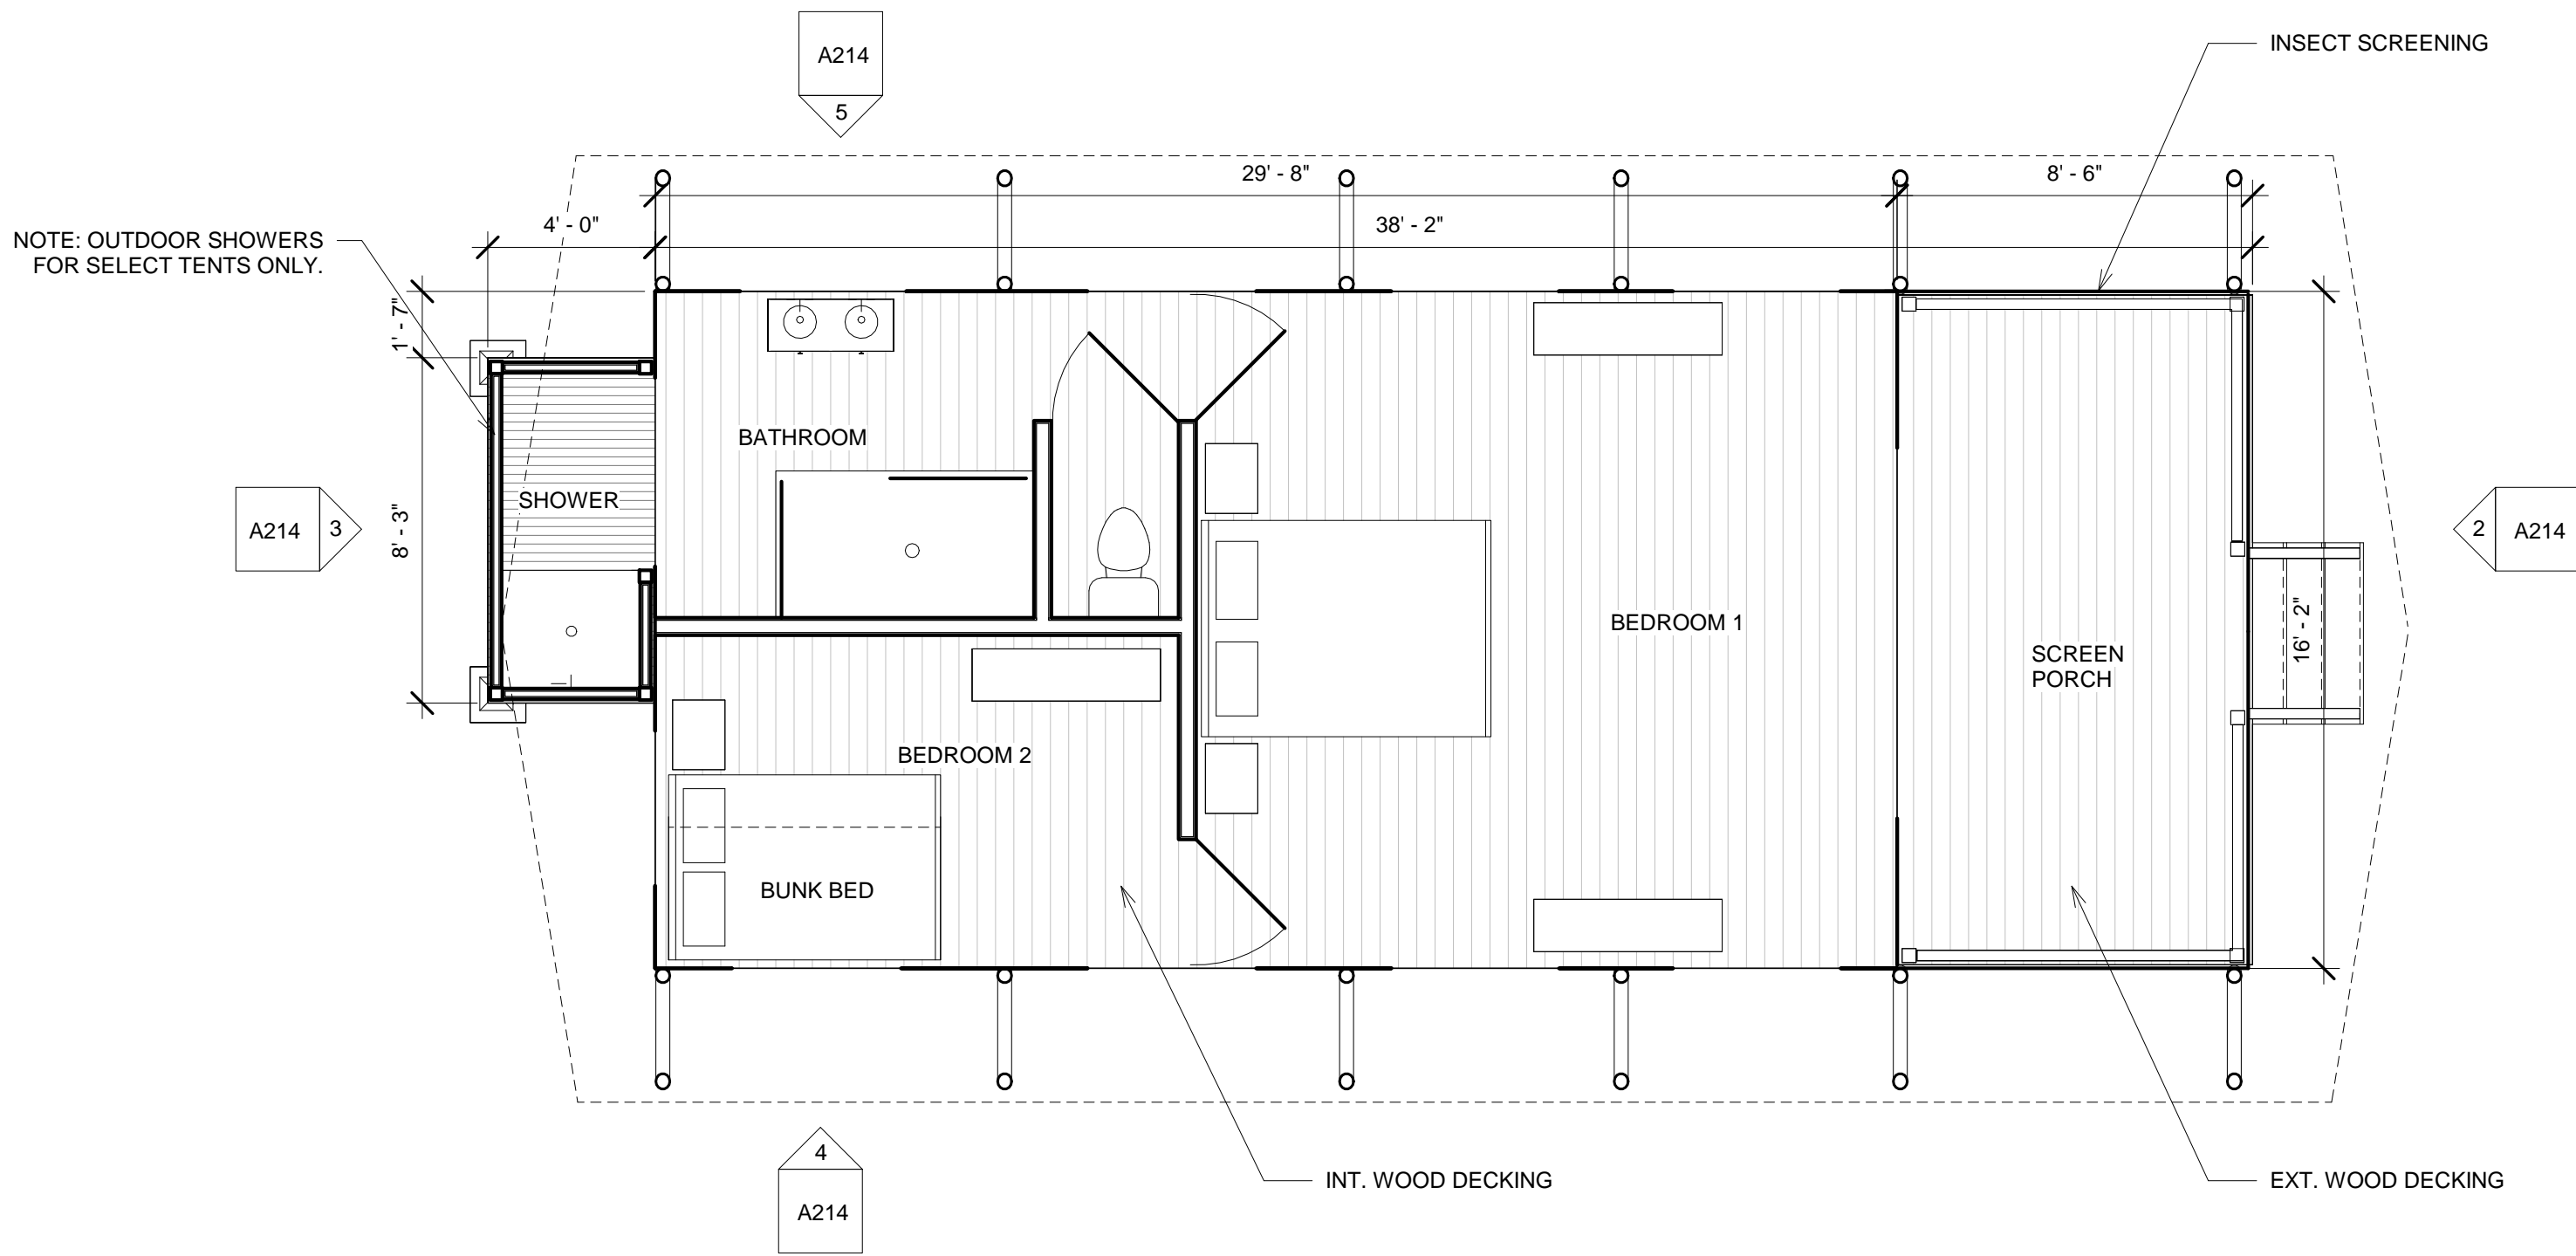 A214
5
INSECT SCREENING
29' - 8"
8' - 6"
4' - 0"
38' - 2"
NOTE: OUTDOOR SHOWERS
FOR SELECT TENTS ONLY.
1' - 7"
BATHROOM
SHOWER
A214
3
8' - 3"
2
A214
BEDROOM 1
16' - 2"
SCREEN
PORCH
BEDROOM 2
BUNK BED
4
A214
INT. WOOD DECKING
EXT. WOOD DECKING